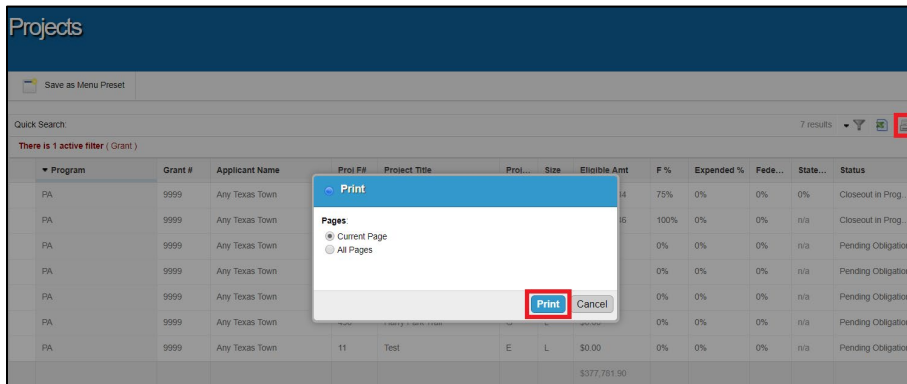 Projects
Save as Menu Preset
Quick Search: 7 results
There is 1 active filter ( Grant )
Program Grant # Applicant Name Proj F# Project Title Proj... Size Eligible Amt F % Expended % Fede... State... Status
PA 9999 Any Texas Town 75% 0% 0% 0% Closeout in Prog...
PA 9999 Any Texas Town 100% 0% 0% n/a Closeout in Prog...
PA 9999 Any Texas Town 0% 0% 0% n/a Pending Obligation
PA 9999 Any Texas Town 0% 0% 0% n/a Pending Obligation
PA 9999 Any Texas Town 0% 0% 0% n/a Pending Obligation
PA 9999 Any Texas Town 0% 0% 0% n/a Pending Obligation
PA 9999 Any Texas Town 11 Test E L $0.00 0% 0% 0% n/a Pending Obligation
$377,781.90
Print
Pages:
Current Page
All Pages
Print Cancel